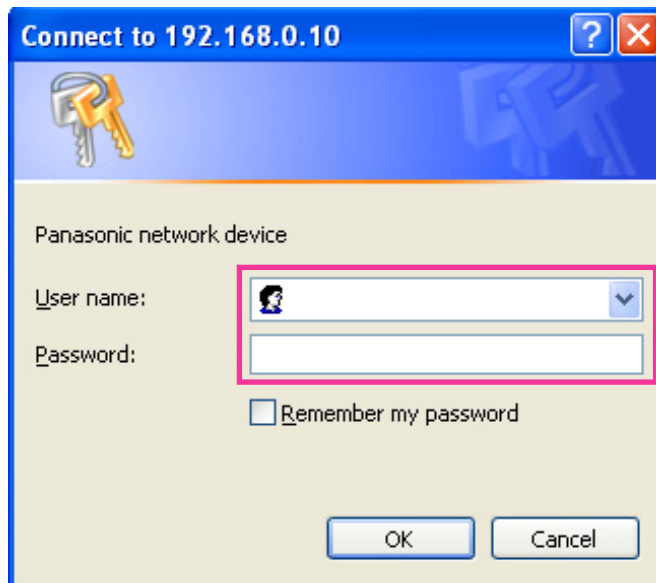 Connect to 192.168.0.10
Panasonic network device
User name:
Password:
Remember my password
OK
Cancel